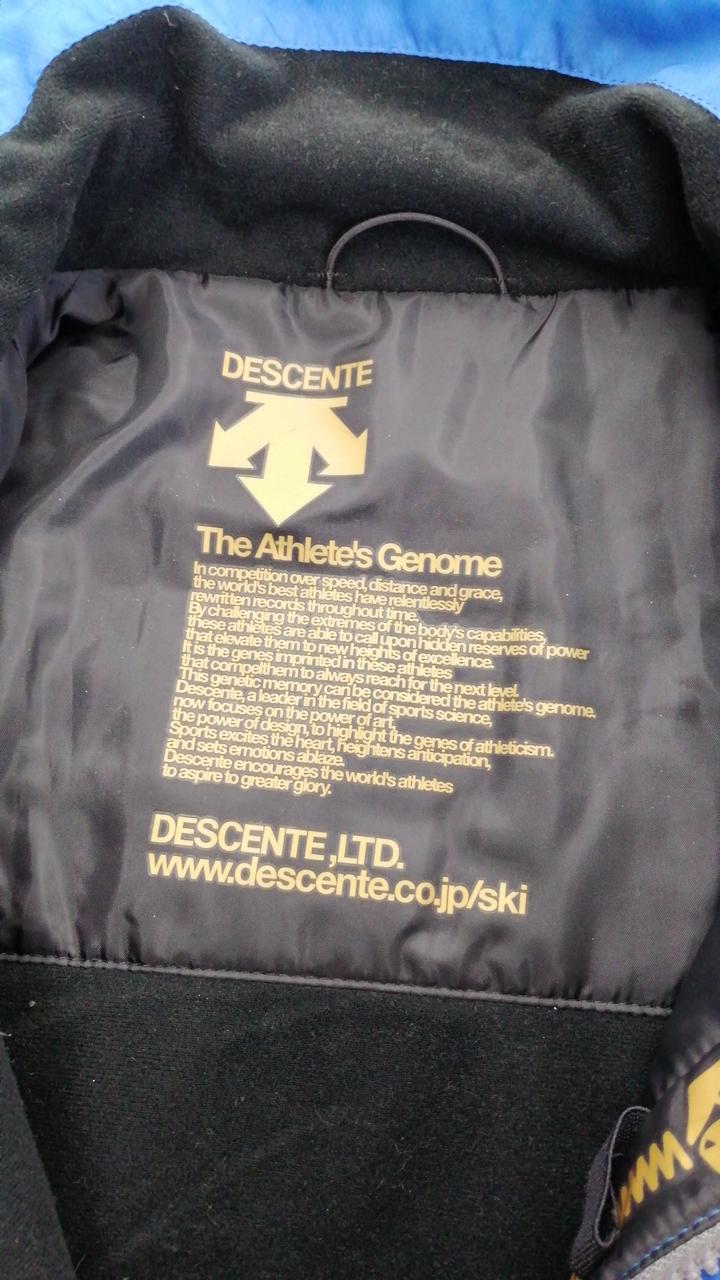 DESCENTE
The Athlete's Genome
In competition over speed, distance and grace,
the world's best athletes have relentlessly
rewritten records throughout time.
By challenging the extremes of the body's capabilities,
these athletes are able to call upon hidden reserves of power
that elevate them to new heights of excellence.
It is the genes imprinted in these athletes
that compel them to always reach for the next level.
This genetic memory can be considered the athlete's genome.
Descente, a leader in the field of sports science,
now focuses on the power of art,
the power of design, to highlight the genes of athleticism.
Sports excites the heart, heightens anticipation,
and sets emotions ablaze.
Descente encourages the world's athletes
to aspire to greater glory.
DESCENTE ,LTD.
www.descente.co.jp/ski